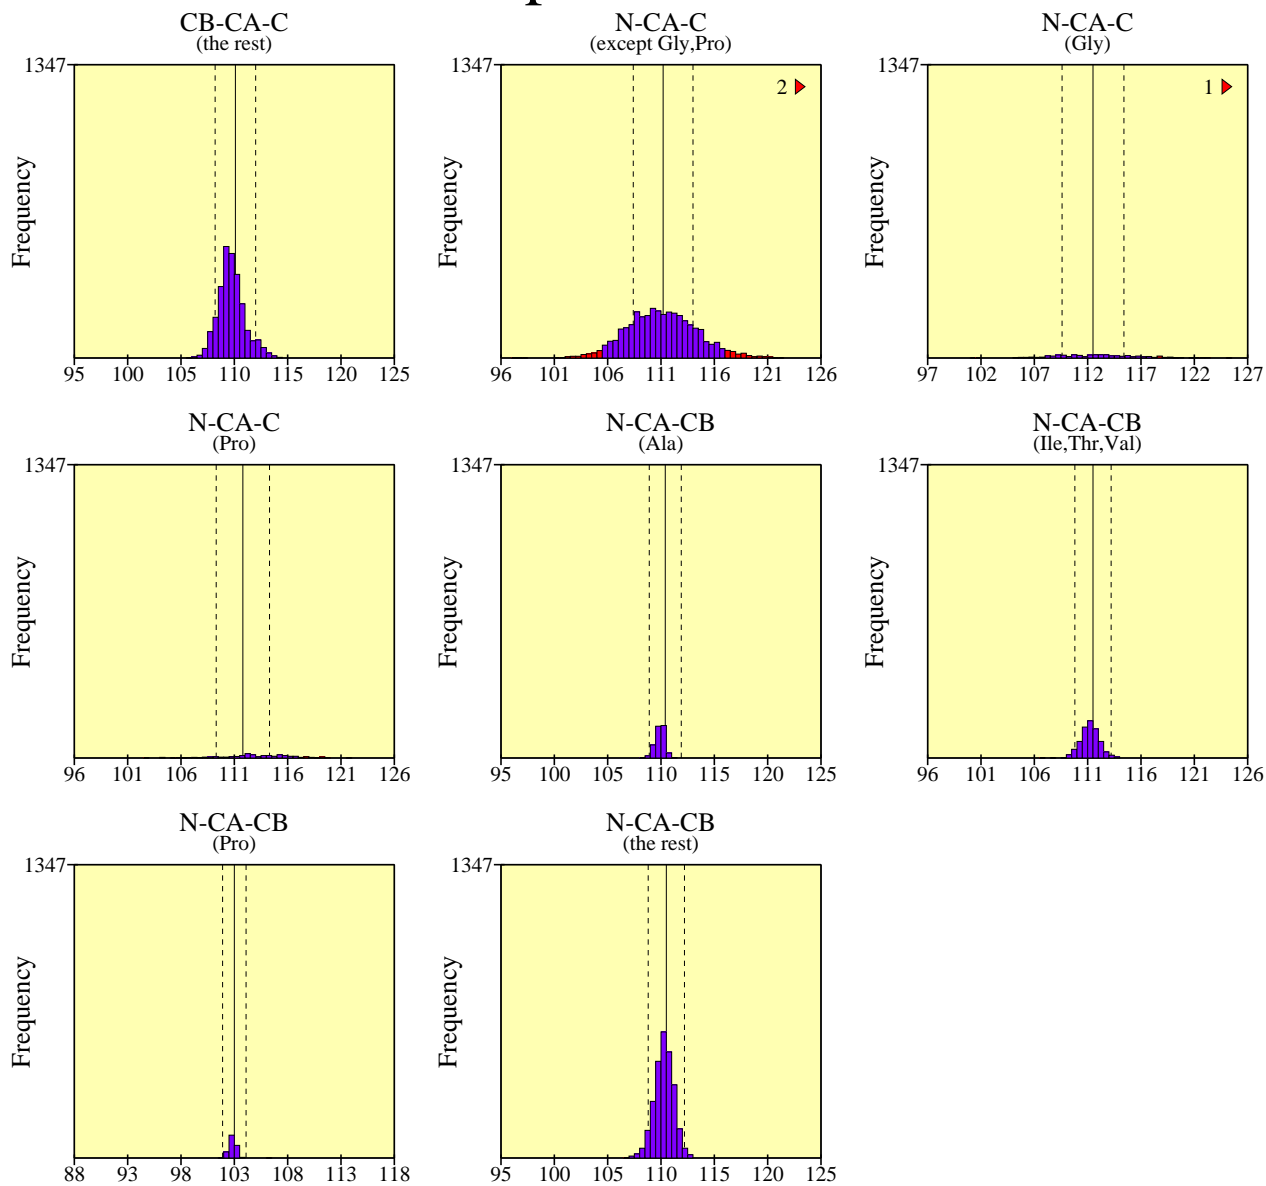 CB-CA-C
(the rest)
1347
Frequency
95 100 105 110 115 120 125
N-CA-C
(except Gly,Pro)
1347
2
Frequency
96 101 106 111 116 121 126
N-CA-C
(Gly)
1347
1
Frequency
97 102 107 112 117 122 127
N-CA-C
(Pro)
1347
Frequency
96 101 106 111 116 121 126
N-CA-CB
(Ala)
1347
Frequency
95 100 105 110 115 120 125
N-CA-CB
(Ile,Thr,Val)
1347
Frequency
96 101 106 111 116 121 126
N-CA-CB
(Pro)
1347
Frequency
88 93 98 103 108 113 118
N-CA-CB
(the rest)
1347
Frequency
95 100 105 110 115 120 125